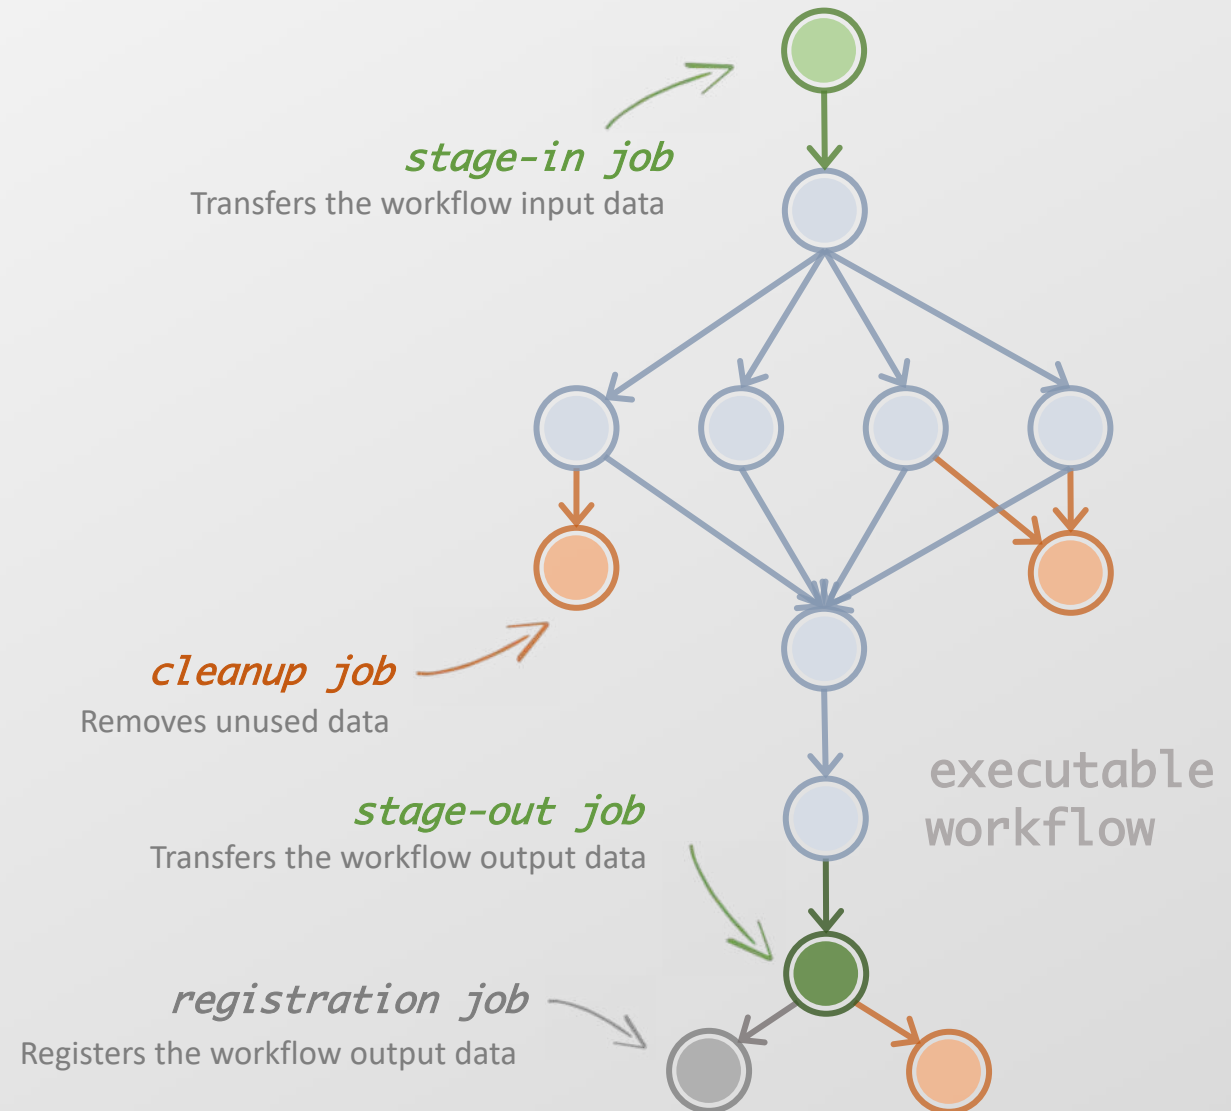 stage-in job
Transfers the workflow input data
cleanup job
Removes unused data
executable
workflow
stage-out job
Transfers the workflow output data
registration job
Registers the workflow output data